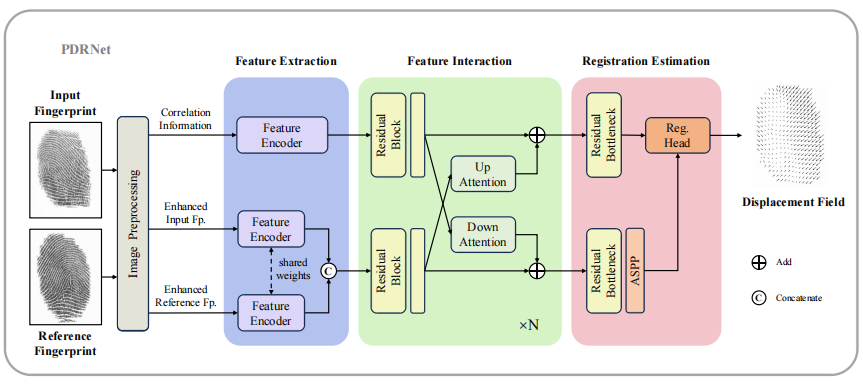 PDRNet
Feature Extraction
Feature Interaction
Registration Estimation
Input
Fingerprint
Reference
Fingerprint
Image Preprocessing
Correlation
Information
Enhanced
Input Fp.
Enhanced
Reference Fp.
Feature
Encoder
Feature
Encoder
shared
weights
Feature
Encoder
C
Residual
Block
Residual
Block
Up
Attention
Down
Attention
×N
Residual
Bottleneck
Reg.
Head
Residual
Bottleneck
ASPP
Displacement Field
Add
C
Concatenate